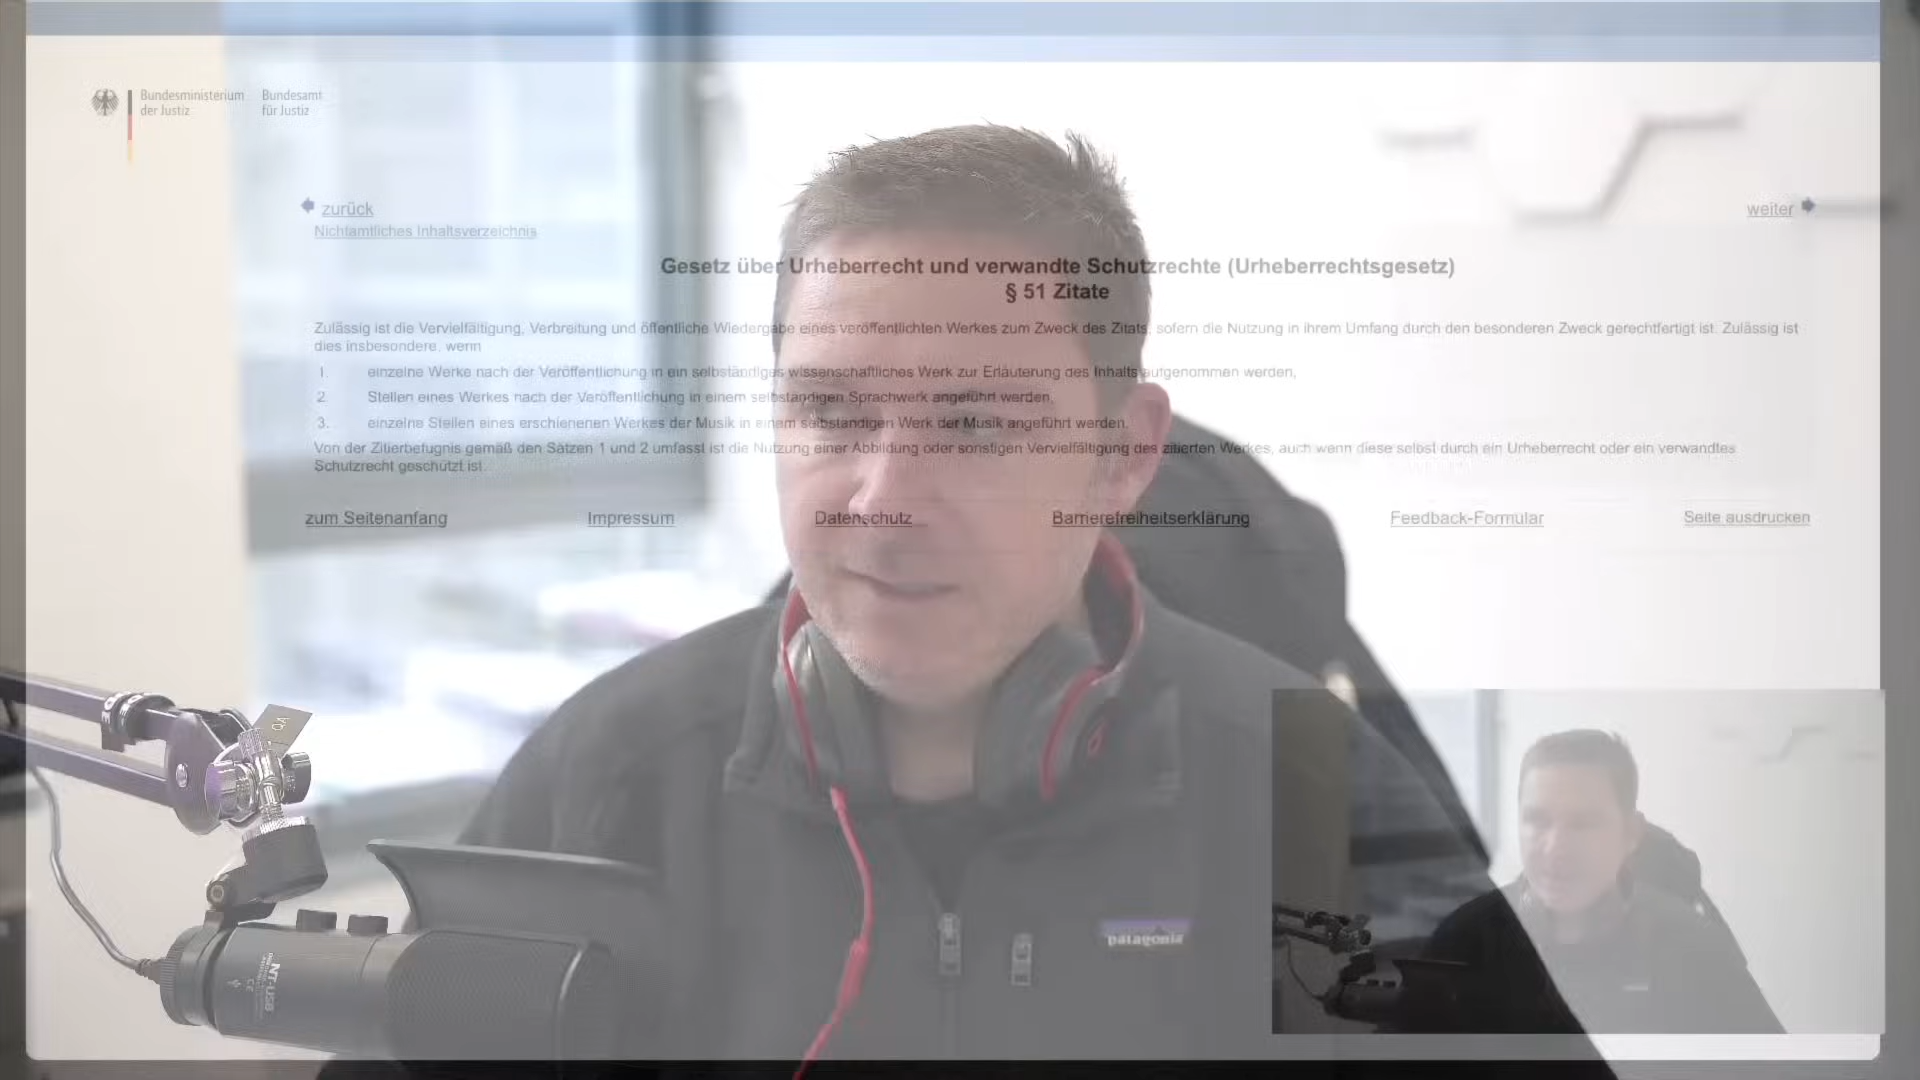 Bundesministerium
der Justiz
Bundesamt
für Justiz
zurück
weiter
Nichtamtliches Inhaltsverzeichnis
Gesetz über Urheberrecht und verwandte Schutzrechte (Urheberrechtsgesetz)
§ 51 Zitate
Zulässig ist die Vervielfältigung, Verbreitung und öffentliche Wiedergabe eines veröffentlichten Werkes zum Zweck des Zitats, sofern die Nutzung in ihrem Umfang durch den besonderen Zweck gerechtfertigt ist. Zulässig ist
dies insbesondere, wenn
1. einzelne Werke nach der Veröffentlichung in ein selbständiges wissenschaftliches Werk zur Erläuterung des Inhalts aufgenommen werden,
2. Stellen eines Werkes nach der Veröffentlichung in einem selbständigen Sprachwerk angeführt werden,
3. einzelne Stellen eines erschienenen Werkes der Musik in einem selbständigen Werk der Musik angeführt werden.
Von der Zitierbefugnis gemäß den Sätzen 1 und 2 umfasst ist die Nutzung einer Abbildung oder sonstigen Vervielfältigung des zitierten Werkes, auch wenn diese selbst durch ein Urheberrecht oder ein verwandtes
Schutzrecht geschützt ist.
zum Seitenanfang
Impressum
Datenschutz
Barrierefreiheitserklärung
Feedback-Formular
Seite ausdrucken
patagonia
NT-USB